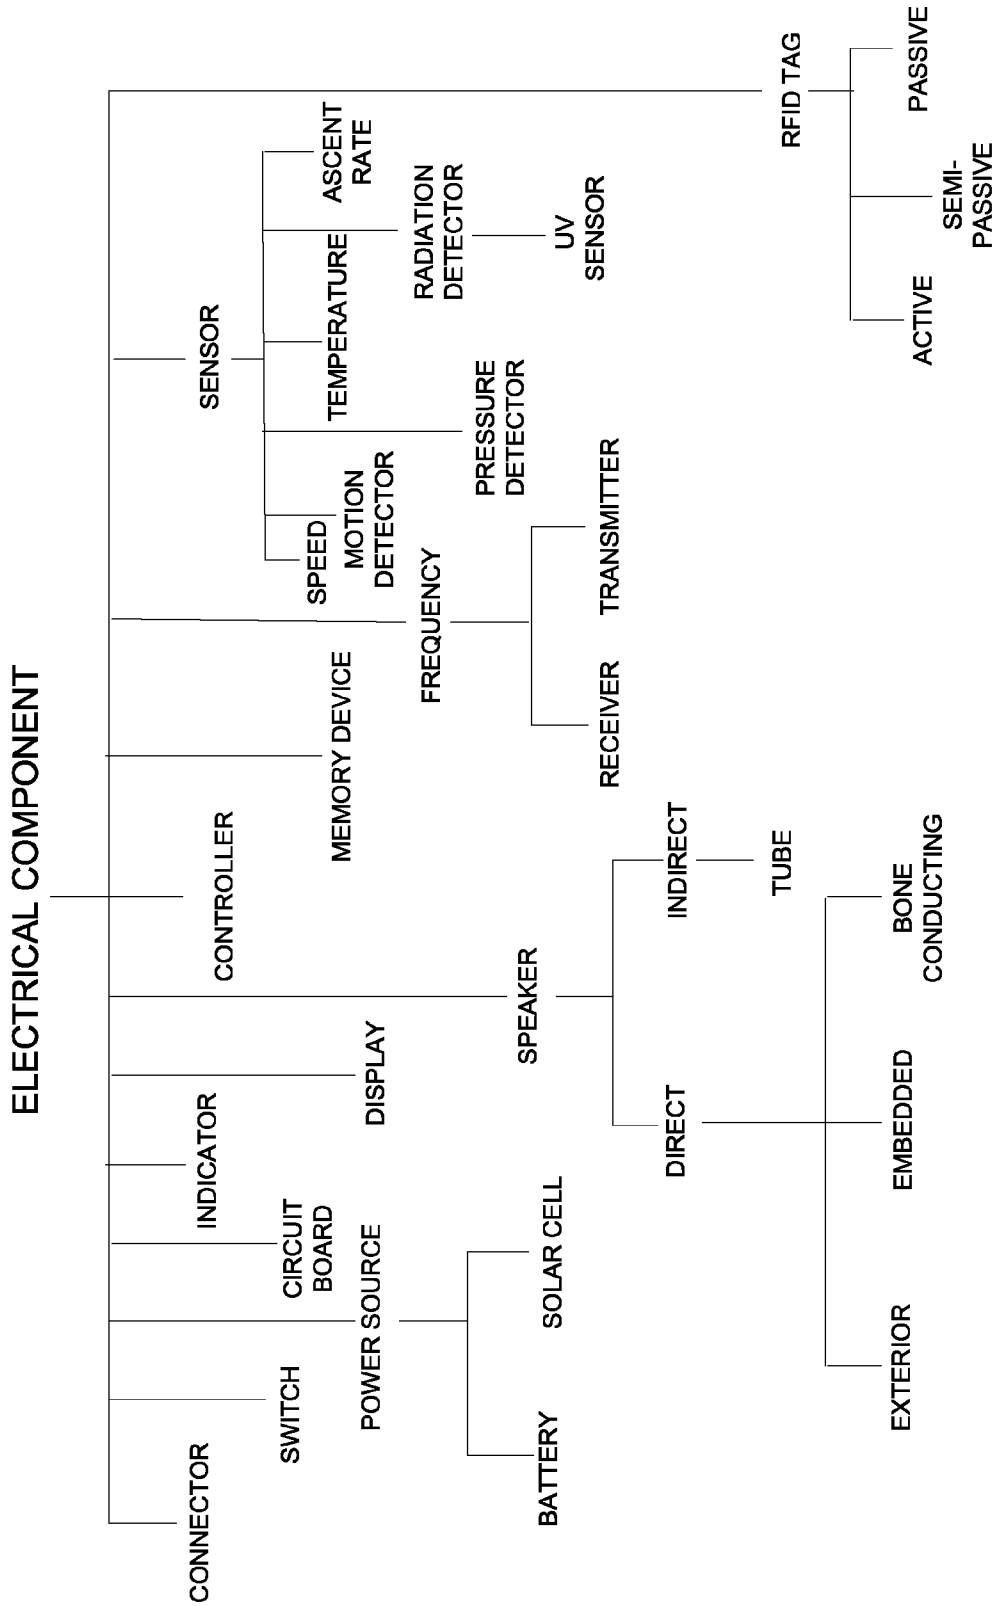 ELECTRICAL COMPONENT
CONNECTOR
SWITCH
POWER SOURCE
BATTERY
SOLAR CELL
CIRCUIT
BOARD
INDICATOR
DISPLAY
SPEAKER
DIRECT
EXTERIOR
EMBEDDED
BONE
CONDUCTING
INDIRECT
TUBE
CONTROLLER
MEMORY DEVICE
FREQUENCY
RECEIVER
TRANSMITTER
SENSOR
SPEED
MOTION
DETECTOR
PRESSURE
DETECTOR
TEMPERATURE
RADIATION
DETECTOR
UV
SENSOR
ASCENT
RATE
RFID TAG
ACTIVE
SEMI-
PASSIVE
PASSIVE